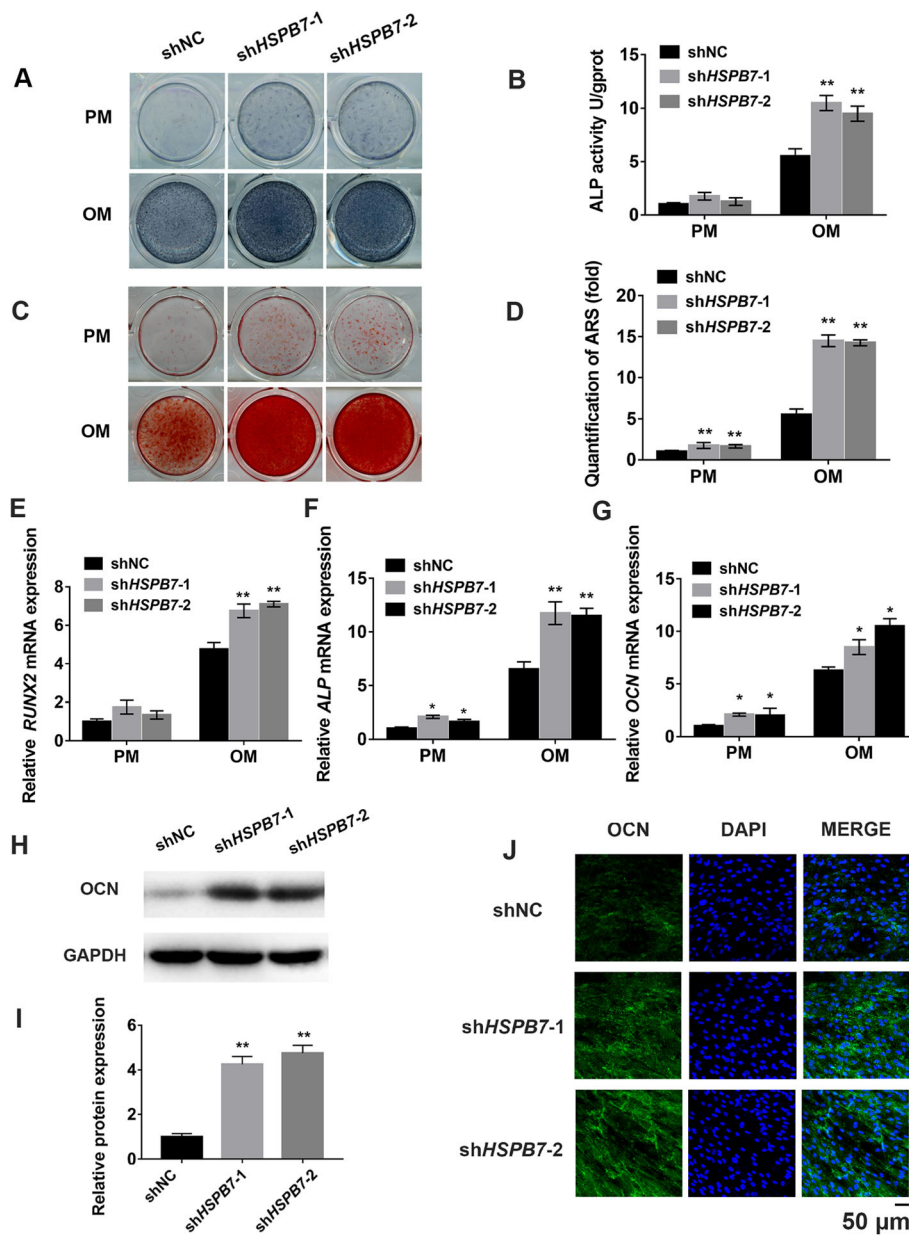 A
shNC
shHSPB7-1
shHSPB7-2
PM
OM
B
ALP activity U/gprot
15
10
5
0
shNC
shHSPB7-1
shHSPB7-2
** **
PM OM
C
PM
OM
D
Quantification of ARS (fold)
20
15
10
5
0
shNC
shHSPB7-1
shHSPB7-2
** **
** **
PM OM
E
Relative RUNX2 mRNA expression
8
6
4
2
0
shNC
shHSPB7-1
shHSPB7-2
** **
PM OM
F
Relative ALP mRNA expression
15
10
5
0
shNC
shHSPB7-1
shHSPB7-2
** **
* *
PM OM
G
Relative OCN mRNA expression
15
10
5
0
shNC
shHSPB7-1
shHSPB7-2
* *
* *
PM OM
H
shNC
shHSPB7-1
shHSPB7-2
OCN
GAPDH
I
Relative protein expression
6
4
2
0
** **
shNC
shHSPB7-1
shHSPB7-2
J
OCN DAPI MERGE
shNC
shHSPB7-1
shHSPB7-2
50 μm